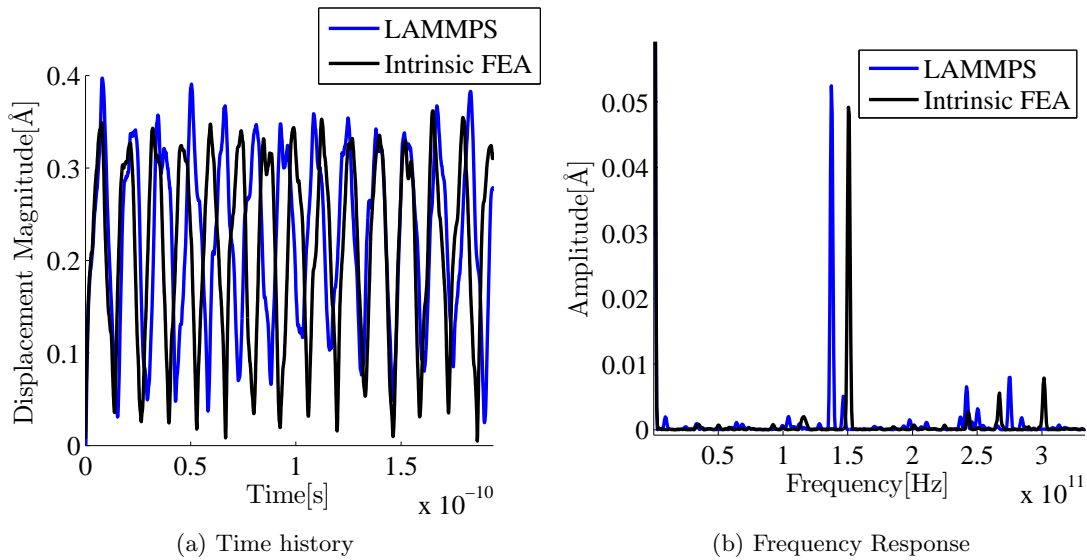 LAMMPS
Intrinsic FEA
Displacement Magnitude[Å]
0.4
0.3
0.2
0.1
0
0
0.5
1
1.5
Time[s]
x 10⁻¹⁰
(a) Time history
LAMMPS
Intrinsic FEA
Amplitude[Å]
0.05
0.04
0.03
0.02
0.01
0
0.5
1
1.5
2
2.5
3
Frequency[Hz]
x 10¹¹
(b) Frequency Response